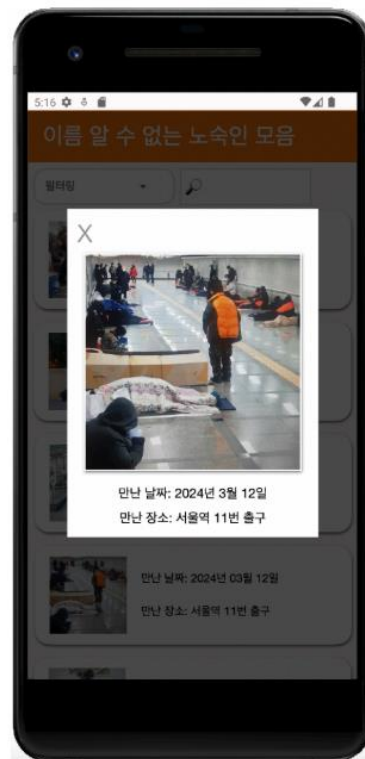 5:16
이름 알 수 없는 노숙인 모음
필터링
X
만난 날짜: 2024년 3월 12일
만난 장소: 서울역 11번 출구
만난 날짜: 2024년 03월 12일
만난 장소: 서울역 11번 출구